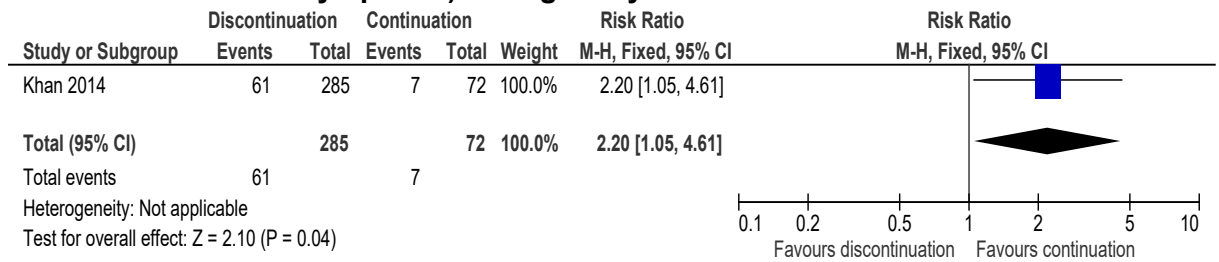 Discontinuation Continuation Risk Ratio Risk Ratio
Study or Subgroup Events Total Events Total Weight M-H, Fixed, 95% CI M-H, Fixed, 95% CI
Khan 2014 61 285 7 72 100.0% 2.20 [1.05, 4.61]
Total (95% CI) 285 72 100.0% 2.20 [1.05, 4.61]
Total events 61 7
Heterogeneity: Not applicable
Test for overall effect: Z = 2.10 (P = 0.04)
0.1 0.2 0.5 1 2 5 10
Favours discontinuation Favours continuation